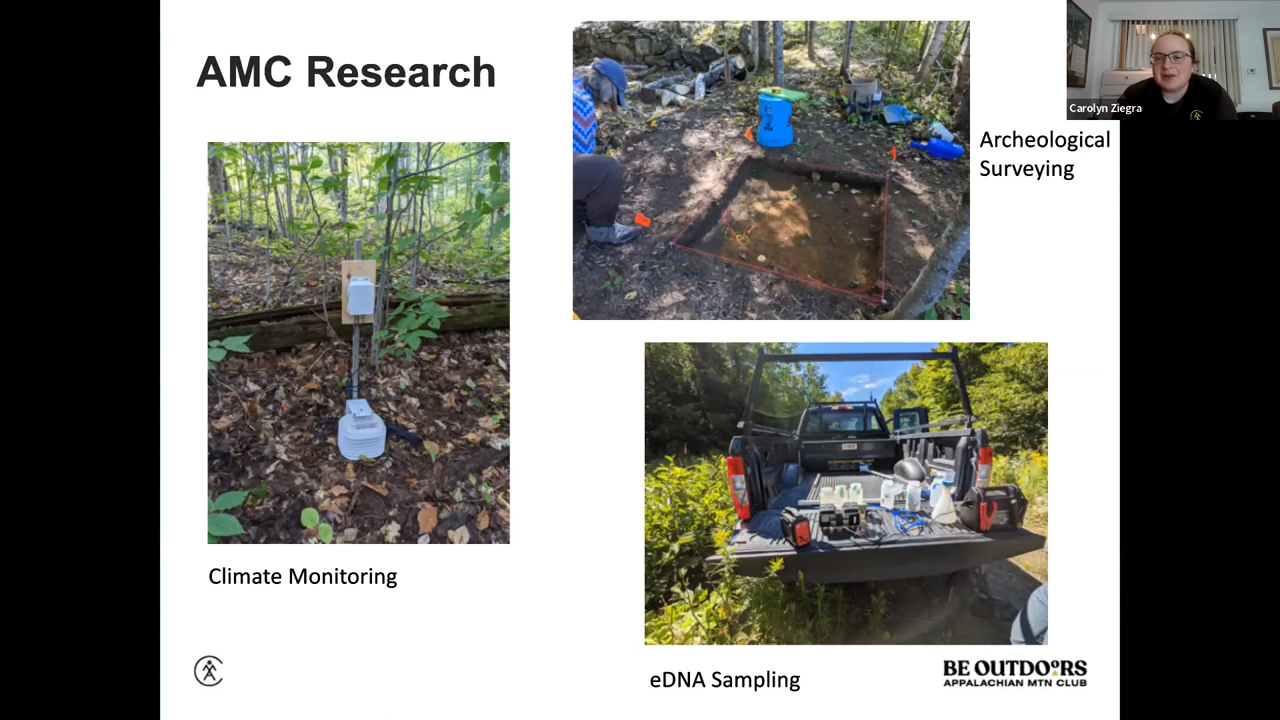 AMC Research
Carolyn Ziegra
Archeological
Surveying
Climate Monitoring
eDNA Sampling
BE OUTDOORS
APPALACHIAN MTN CLUB